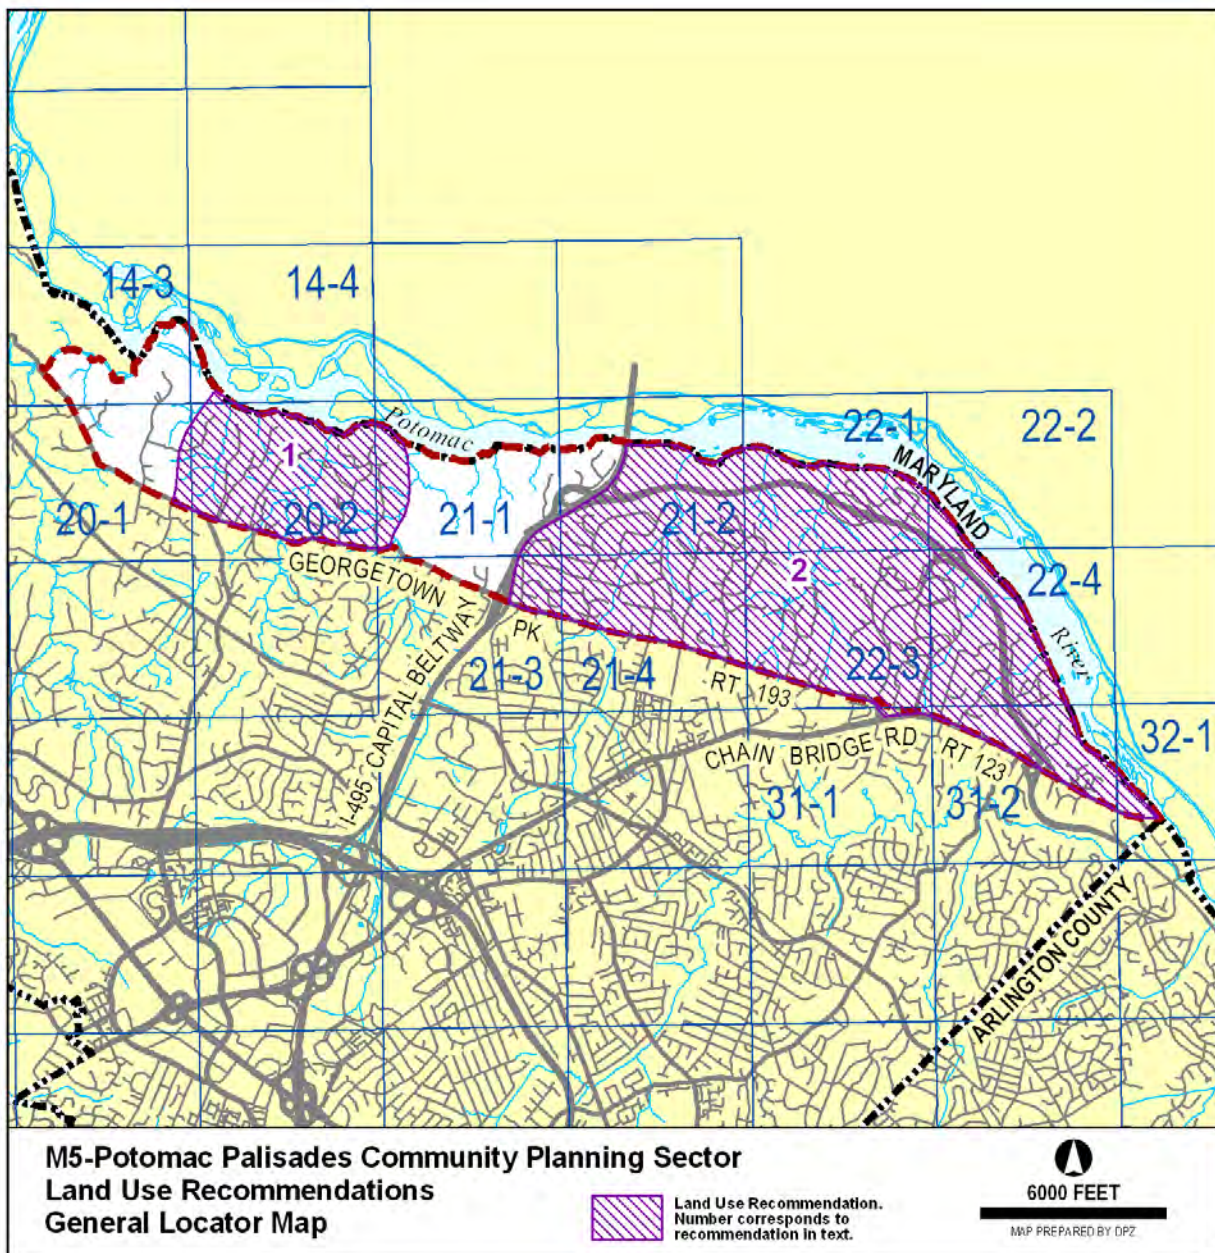 14-3
14-4
Potomac
22-1
22-2
MARYLAND
1
20-1
20-2
21-1
21-2
GEORGETOWN
PK
2
22-4
River
I-495 CAPITAL BELTWAY
21-3
21-4
RT 193
22-3
CHAIN BRIDGE RD
RT 123
32-1
31-1
31-2
ARLINGTON COUNTY
M5-Potomac Palisades Community Planning Sector
Land Use Recommendations
General Locator Map
Land Use Recommendation.
Number corresponds to
recommendation in text.
6000 FEET
MAP PREPARED BY DPZ